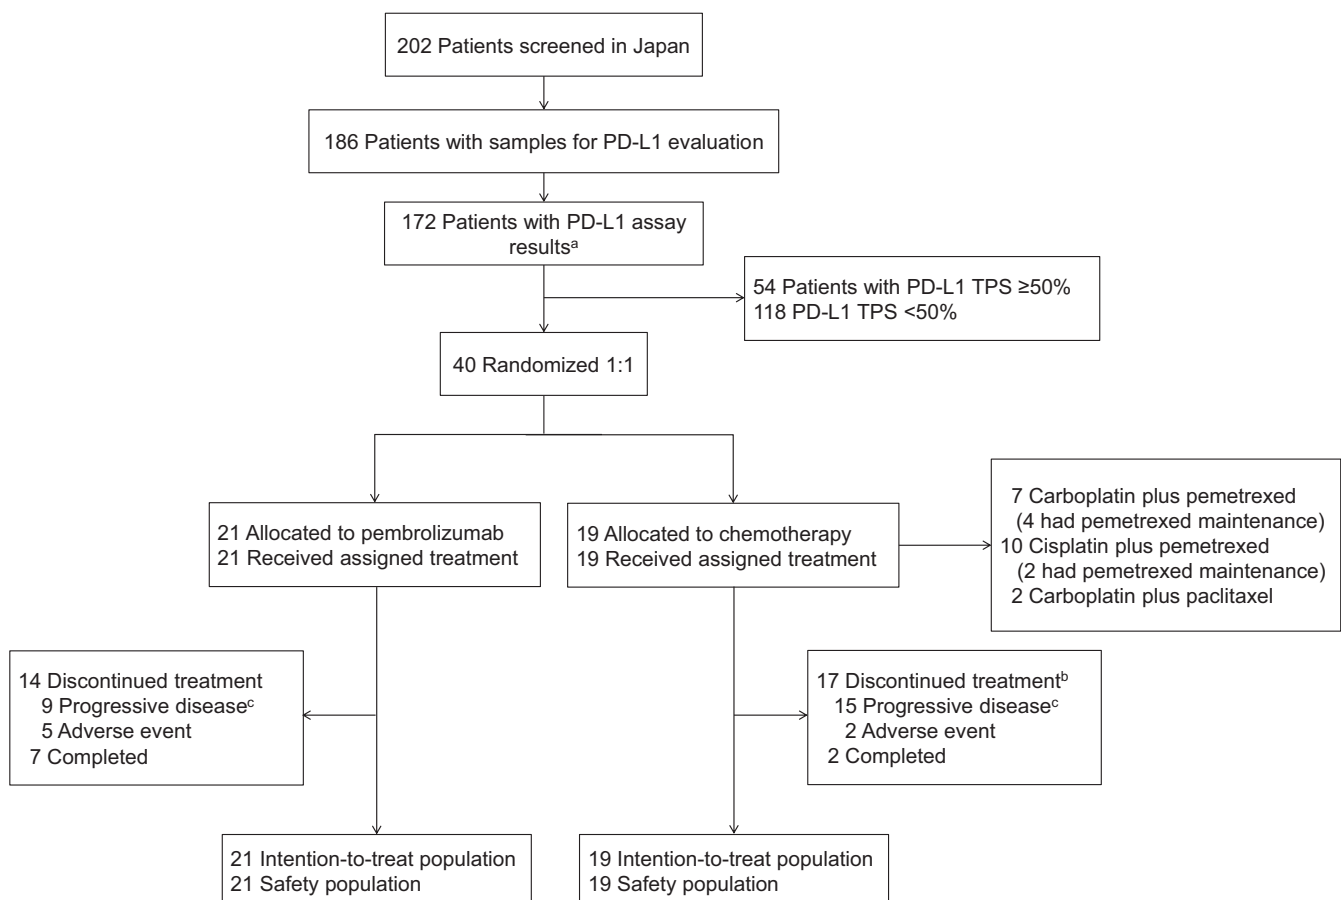 202 Patients screened in Japan
186 Patients with samples for PD-L1 evaluation
172 Patients with PD-L1 assay
resultsᵃ
54 Patients with PD-L1 TPS ≥50%
118 PD-L1 TPS <50%
40 Randomized 1:1
21 Allocated to pembrolizumab
21 Received assigned treatment
19 Allocated to chemotherapy
19 Received assigned treatment
7 Carboplatin plus pemetrexed
(4 had pemetrexed maintenance)
10 Cisplatin plus pemetrexed
(2 had pemetrexed maintenance)
2 Carboplatin plus paclitaxel
14 Discontinued treatment
9 Progressive diseaseᶜ
5 Adverse event
7 Completed
17 Discontinued treatmentᵇ
15 Progressive diseaseᶜ
2 Adverse event
2 Completed
21 Intention-to-treat population
21 Safety population
19 Intention-to-treat population
19 Safety population